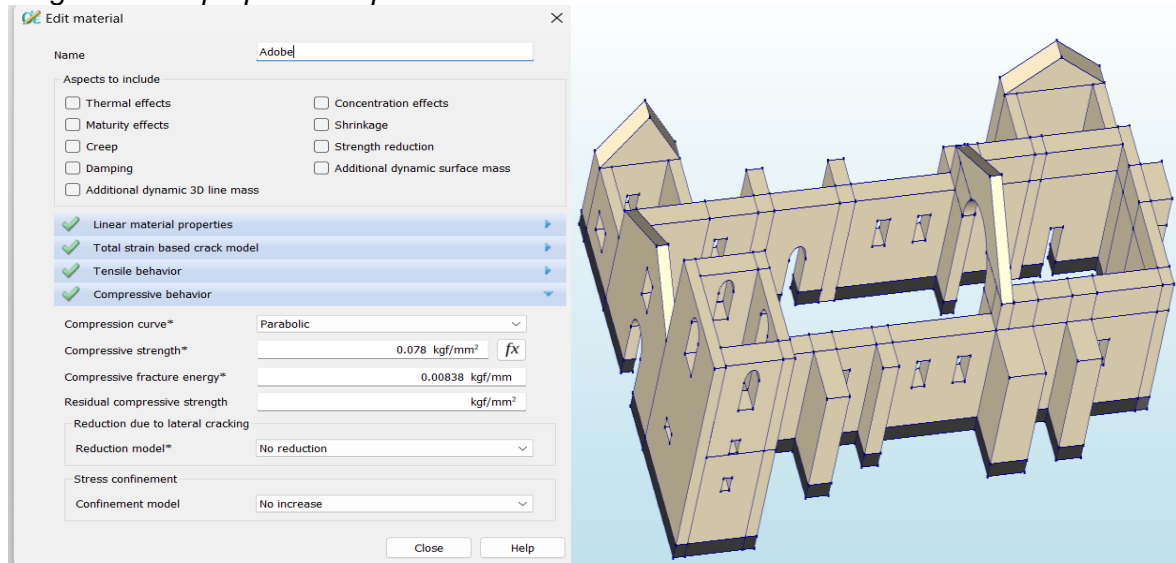 Edit material
Name Adobe
Aspects to include
Thermal effects Concentration effects
Maturity effects Shrinkage
Creep Strength reduction
Damping Additional dynamic surface mass
Additional dynamic 3D line mass
Linear material properties
Total strain based crack model
Tensile behavior
Compressive behavior
Compression curve* Parabolic
Compressive strength* 0.078 kgf/mm² fx
Compressive fracture energy* 0.00838 kgf/mm
Residual compressive strength kgf/mm²
Reduction due to lateral cracking
Reduction model* No reduction
Stress confinement
Confinement model No increase
Close Help